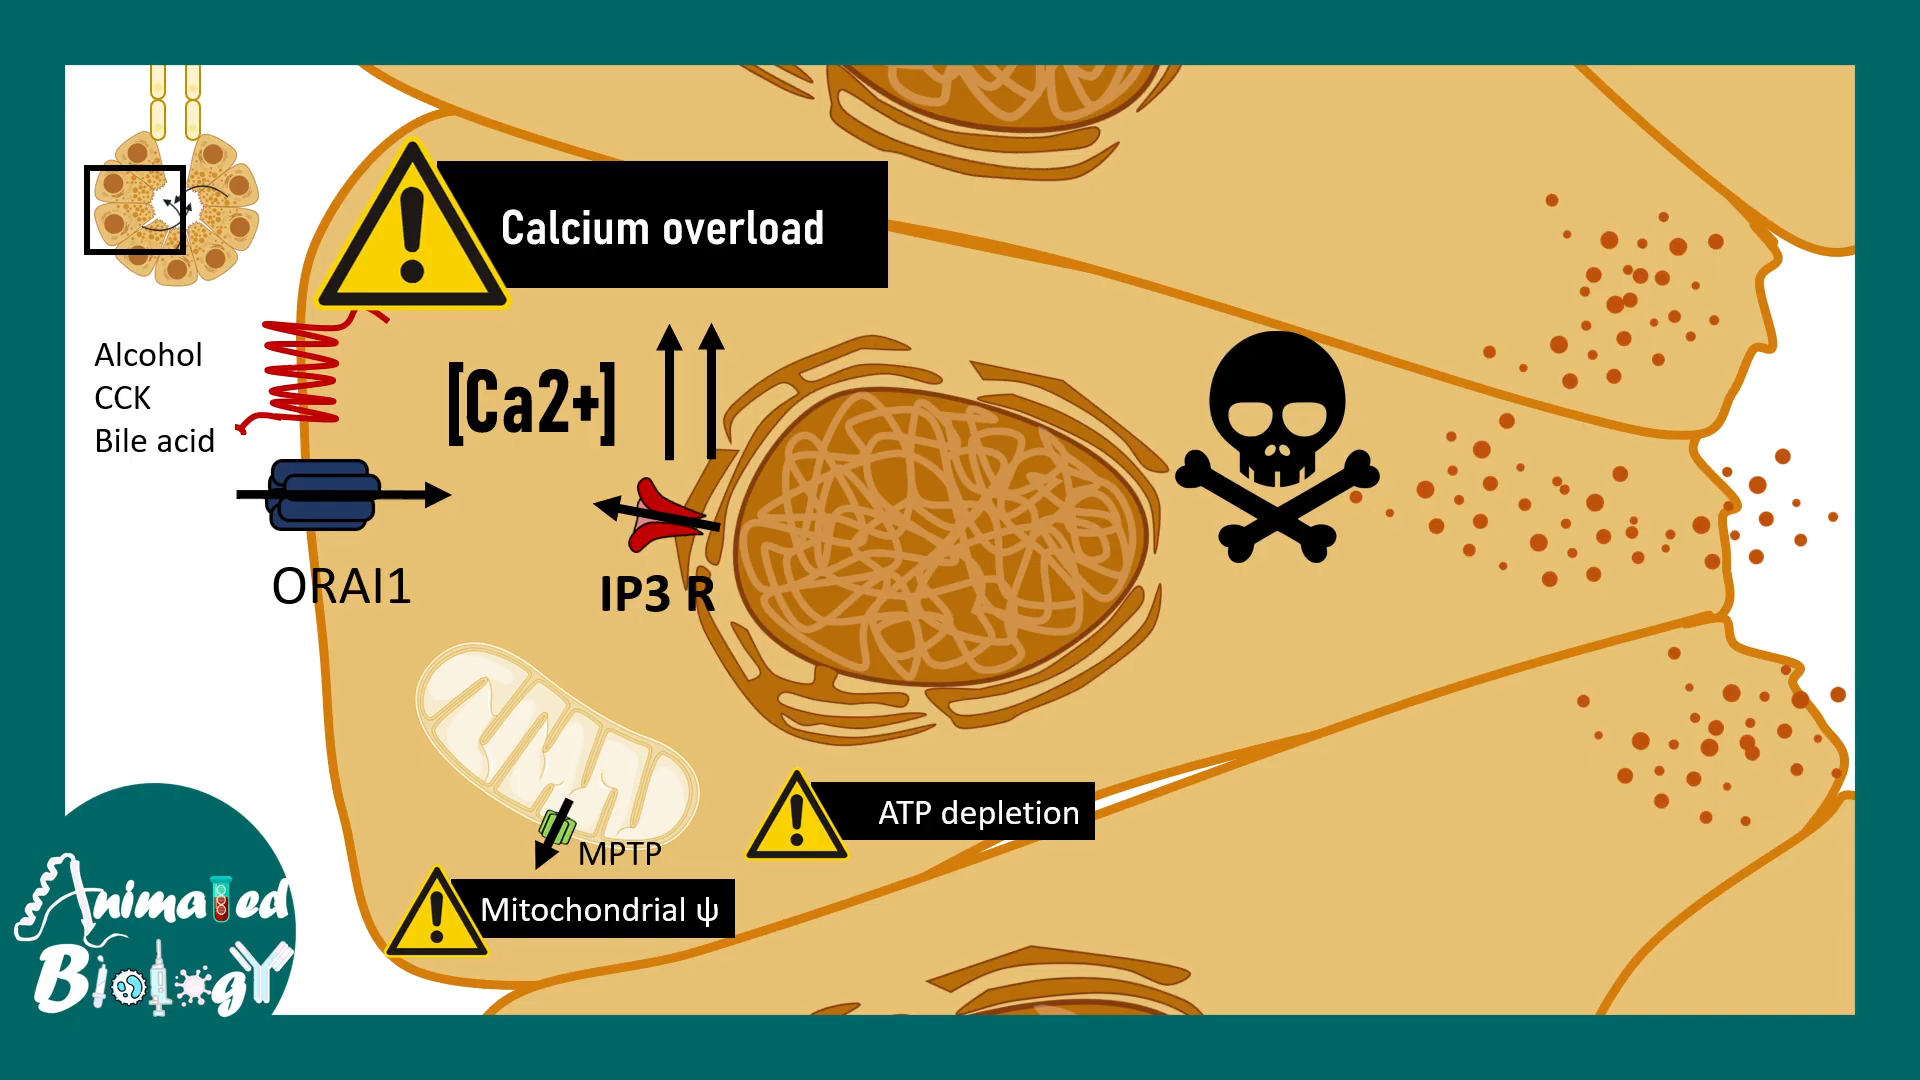 Calcium overload
Alcohol
CCK
Bile acid
[Ca2+]
ORAI1
IP3 R
MPTP
ATP depletion
Mitochondrial ψ
Animated
Biology